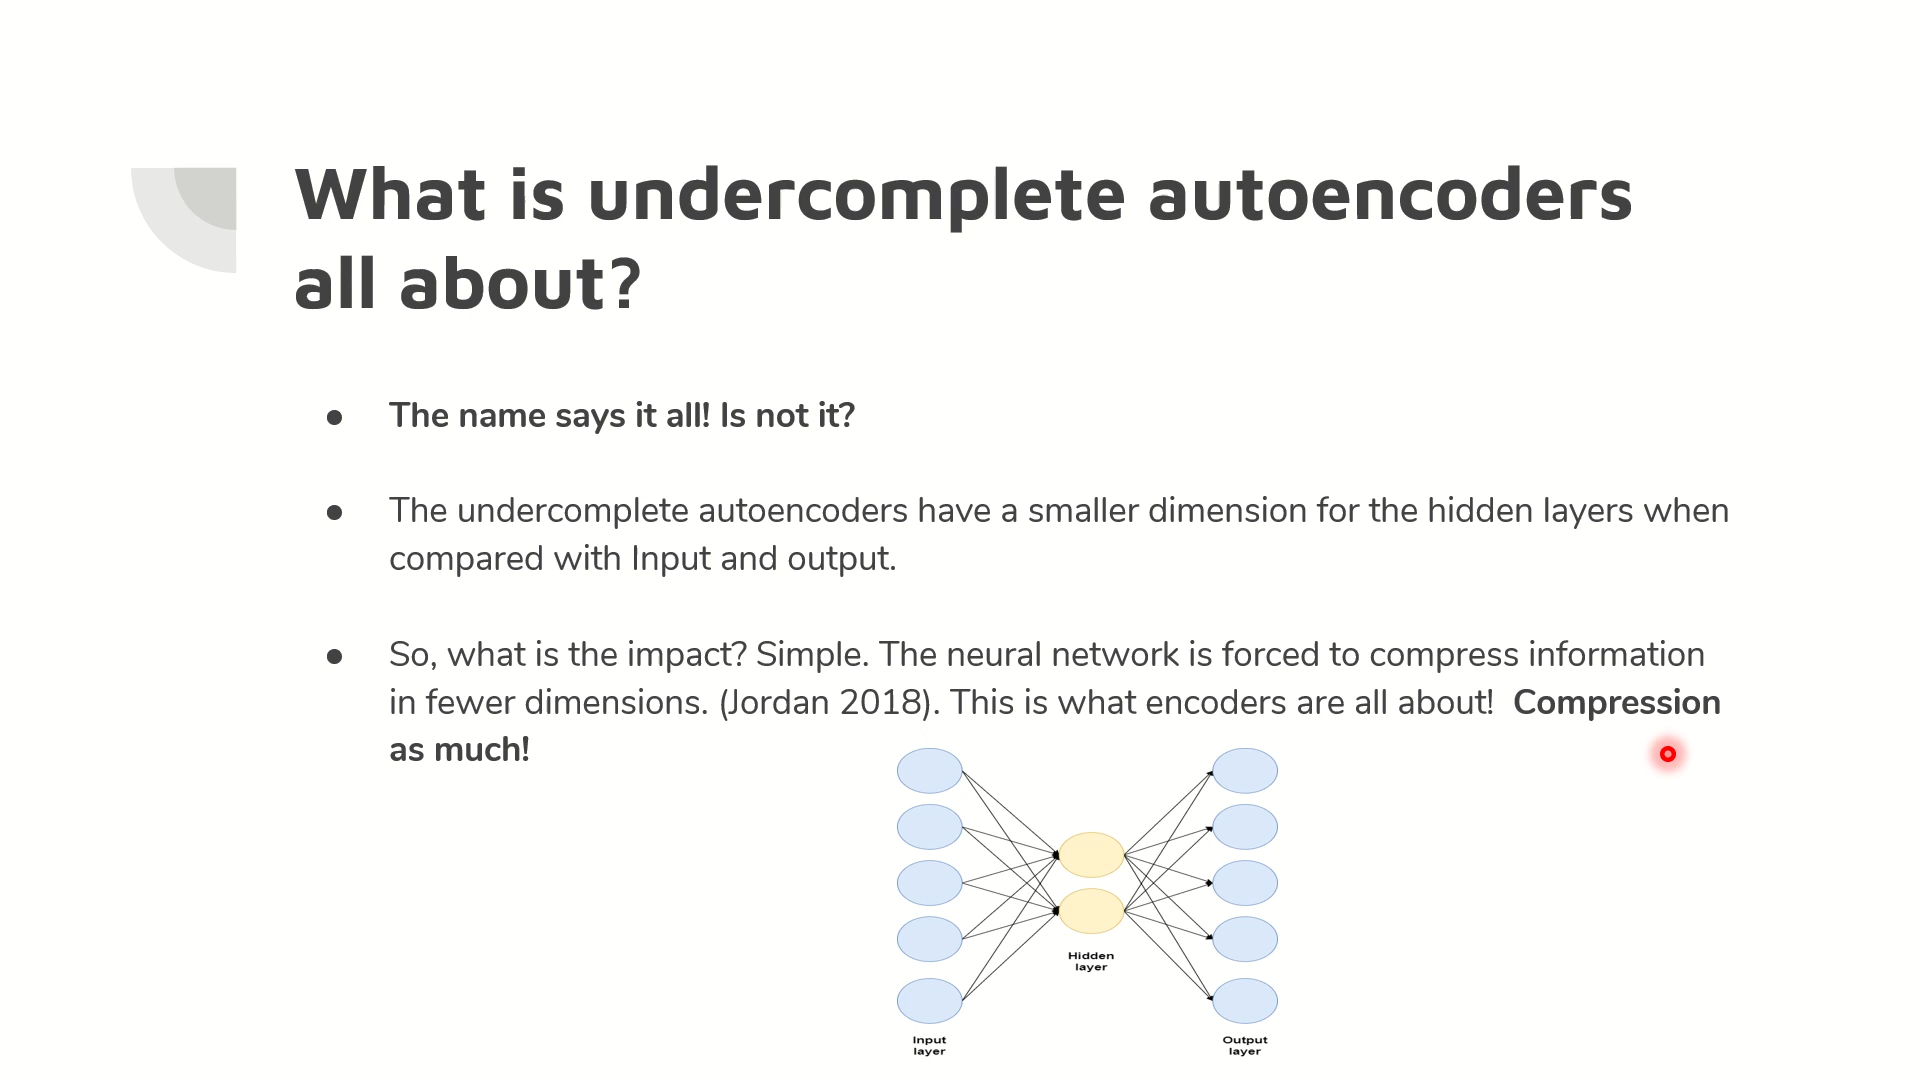 What is undercomplete autoencoders
all about?
● The name says it all! Is not it?
● The undercomplete autoencoders have a smaller dimension for the hidden layers when
compared with Input and output.
● So, what is the impact? Simple. The neural network is forced to compress information
in fewer dimensions. (Jordan 2018). This is what encoders are all about! Compression
as much!
Hidden
layer
Input
layer
Output
layer